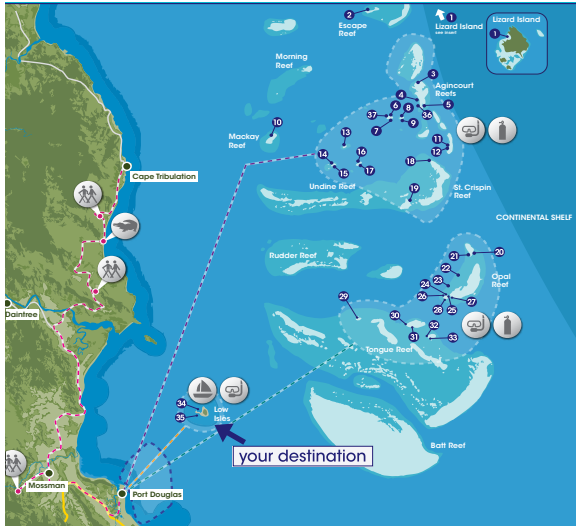 2
Escape
Reef
1
Lizard Island
see insert
Lizard Island
1
Morning
Reef
3
Agincourt
Reefs
4
6
8
5
37
7
9
36
10
Mackay
Reef
13
11
12
14
16
15
17
18
Undine Reef
19
St. Crispin
Reef
Cape Tribulation
CONTINENTAL SHELF
Rudder Reef
21
20
22
Opal
Reef
24
23
26
27
28
25
29
30
31
32
33
Tongue Reef
Daintree
34
35
Low
Isles
your destination
Batt Reef
Mossman
Port Douglas